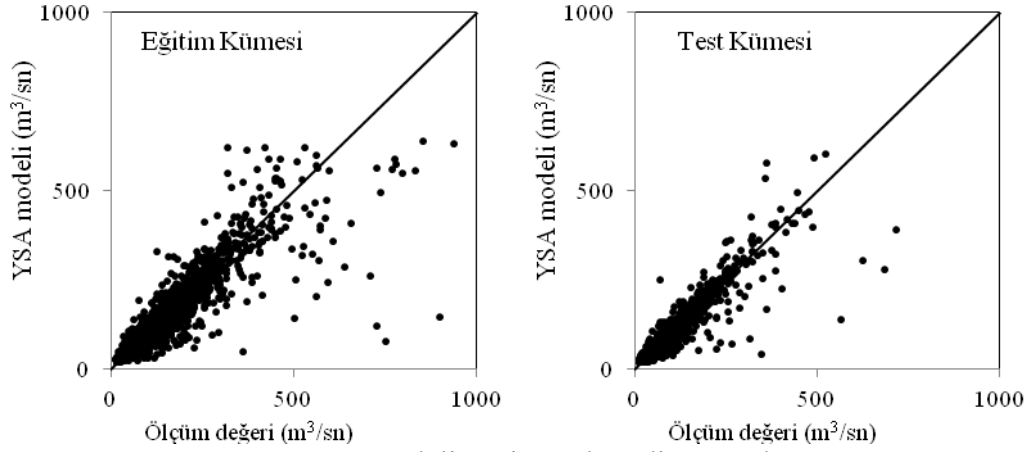 Eğitim Kümesi
YSA modeli (m³/sn)
1000
500
0
0 500 1000
Ölçüm değeri (m³/sn)
Test Kümesi
YSA modeli (m³/sn)
1000
500
0
0 500 1000
Ölçüm değeri (m³/sn)